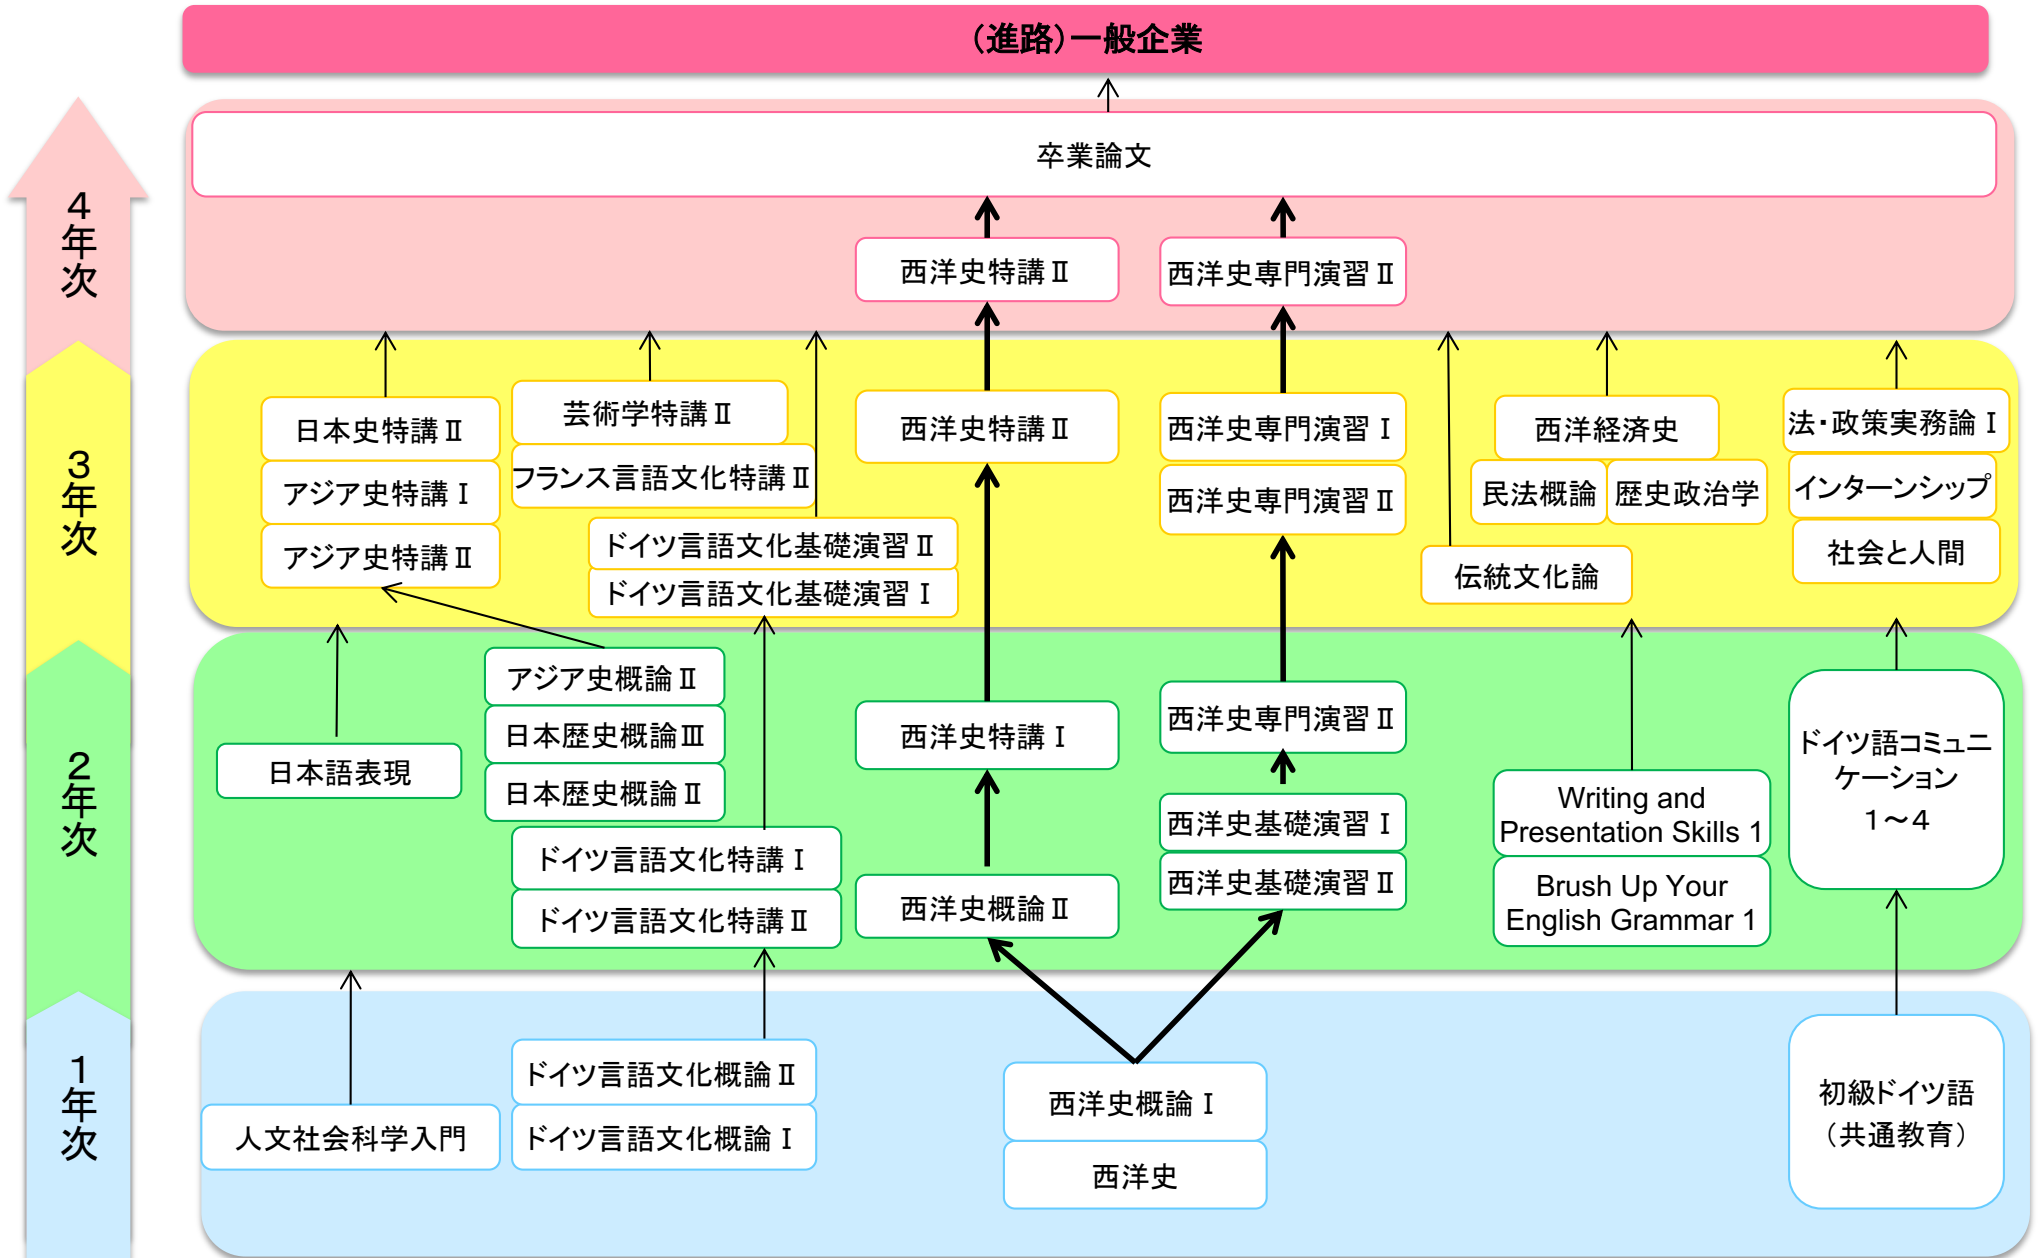 （進路）一般企業
卒業論文
4年次
西洋史特講Ⅱ
西洋史専門演習Ⅱ
3年次
日本史特講Ⅱ
アジア史特講Ⅰ
アジア史特講Ⅱ
芸術学特講Ⅱ
フランス言語文化特講Ⅱ
ドイツ言語文化基礎演習Ⅱ
ドイツ言語文化基礎演習Ⅰ
西洋史特講Ⅱ
西洋史専門演習Ⅰ
西洋史専門演習Ⅱ
西洋経済史
民法概論
歴史政治学
伝統文化論
法・政策実務論Ⅰ
インターンシップ
社会と人間
2年次
日本語表現
アジア史概論Ⅱ
日本歴史概論Ⅲ
日本歴史概論Ⅱ
ドイツ言語文化特講Ⅰ
ドイツ言語文化特講Ⅱ
西洋史特講Ⅰ
西洋史概論Ⅱ
西洋史専門演習Ⅱ
西洋史基礎演習Ⅰ
西洋史基礎演習Ⅱ
Writing and
Presentation Skills 1
Brush Up Your
English Grammar 1
ドイツ語コミュニ
ケーション
1～4
1年次
人文社会科学入門
ドイツ言語文化概論Ⅱ
ドイツ言語文化概論Ⅰ
西洋史概論Ⅰ
西洋史
初級ドイツ語
（共通教育）